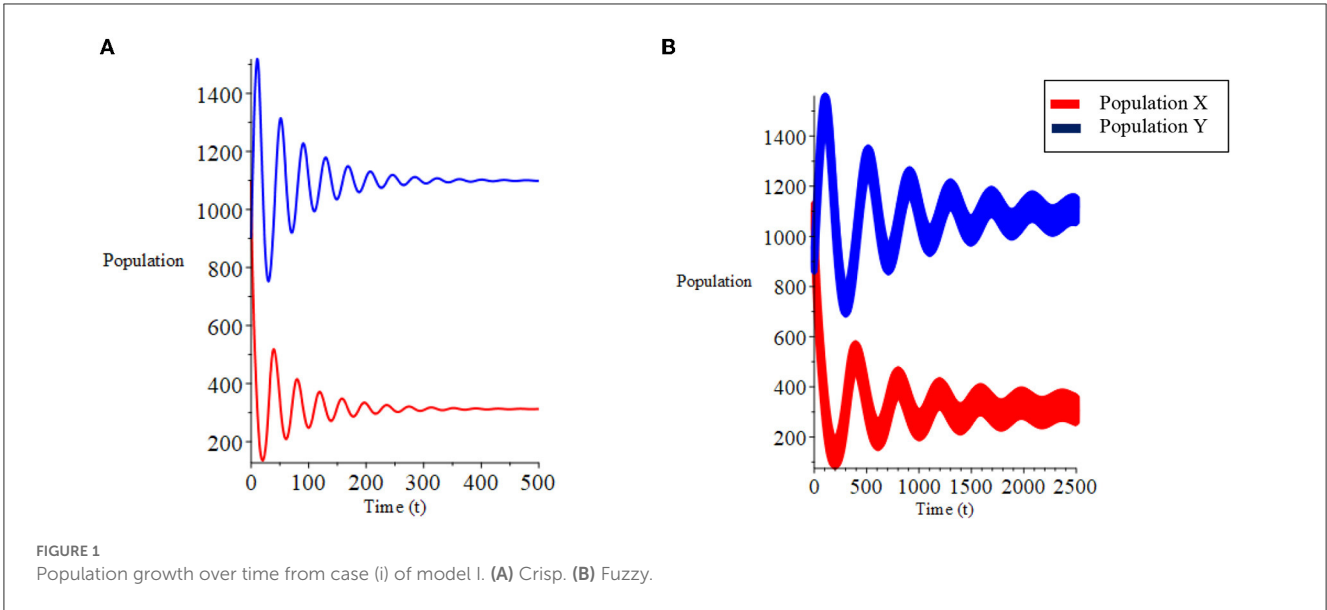 A
1400
1200
1000
Population
800
600
400
200
0 100 200 300 400 500
Time (t)
B
Population X
Population Y
1400
1200
1000
Population
800
600
400
200
0 500 1000 1500 2000 2500
Time (t)
FIGURE 1
Population growth over time from case (i) of model I. (A) Crisp. (B) Fuzzy.